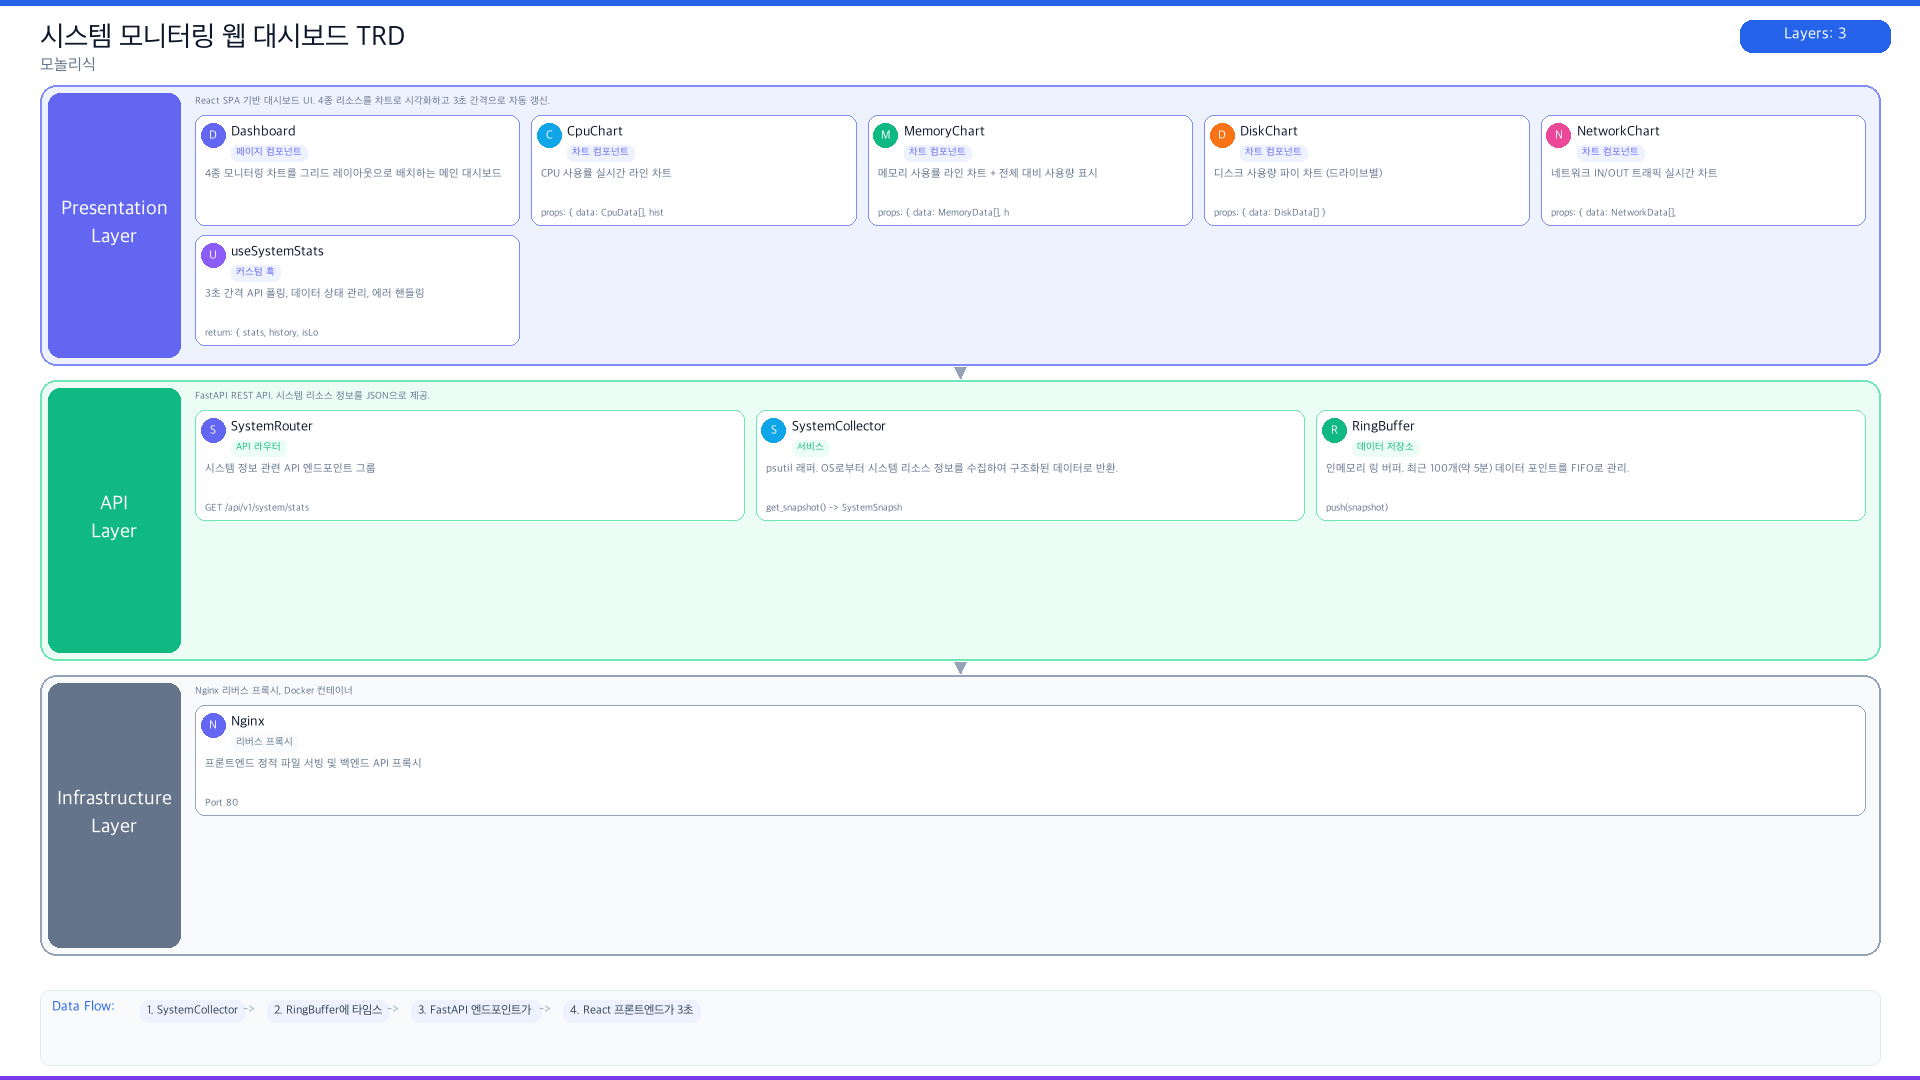 시스템 모니터링 웹 대시보드 TRD
Layers: 3
모놀리식
Presentation
Layer
React SPA 기반 대시보드 UI. 4종 리소스를 차트로 시각화하고 3초 간격으로 자동 갱신.
D
Dashboard
페이지 컴포넌트
4종 모니터링 차트를 그리드 레이아웃으로 배치하는 메인 대시보드
C
CpuChart
차트 컴포넌트
CPU 사용률 실시간 라인 차트
props: { data: CpuData[], hist
M
MemoryChart
차트 컴포넌트
메모리 사용률 라인 차트 + 전체 대비 사용량 표시
props: { data: MemoryData[], h
D
DiskChart
차트 컴포넌트
디스크 사용량 파이 차트 (드라이브별)
props: { data: DiskData[] }
N
NetworkChart
차트 컴포넌트
네트워크 IN/OUT 트래픽 실시간 차트
props: { data: NetworkData[],
U
useSystemStats
커스텀 훅
3초 간격 API 폴링, 데이터 상태 관리, 에러 핸들링
return: { stats, history, isLo
API
Layer
FastAPI REST API. 시스템 리소스 정보를 JSON으로 제공.
S
SystemRouter
API 라우터
시스템 정보 관련 API 엔드포인트 그룹
GET /api/v1/system/stats
S
SystemCollector
서비스
psutil 래퍼. OS로부터 시스템 리소스 정보를 수집하여 구조화된 데이터로 반환.
get_snapshot() -> SystemSnapsh
R
RingBuffer
데이터 저장소
인메모리 링 버퍼. 최근 100개(약 5분) 데이터 포인트를 FIFO로 관리.
push(snapshot)
Infrastructure
Layer
Nginx 리버스 프록시, Docker 컨테이너
N
Nginx
리버스 프록시
프론트엔드 정적 파일 서빙 및 백엔드 API 프록시
Port 80
Data Flow: 1. SystemCollector -> 2. RingBuffer에 타임스 -> 3. FastAPI 엔드포인트가 -> 4. React 프론트엔드가 3초